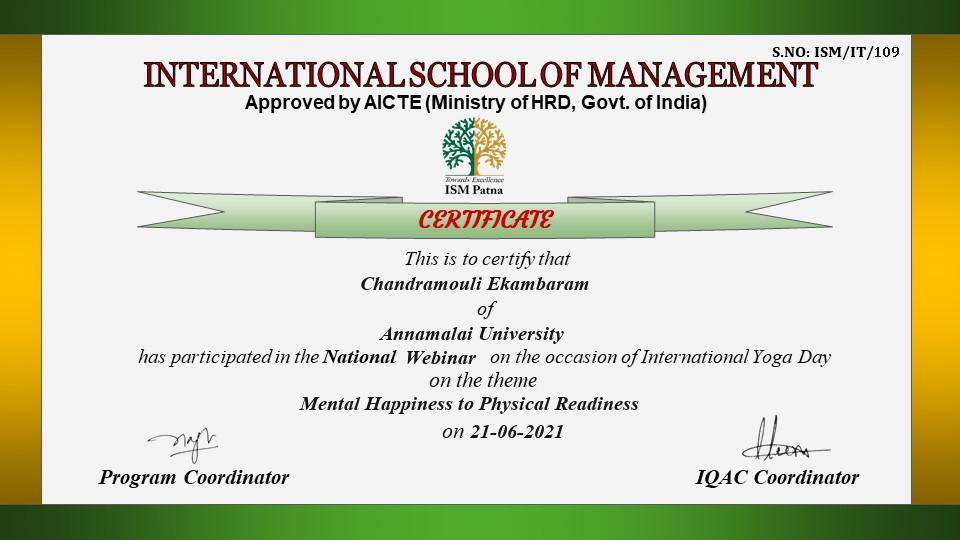 S.NO: ISM/IT/109
INTERNATIONAL SCHOOL OF MANAGEMENT
Approved by AICTE (Ministry of HRD, Govt. of India)
Towards Excellence
ISM Patna
CERTIFICATE
This is to certify that
Chandramouli Ekambaram
of
Annamalai University
has participated in the National Webinar on the occasion of International Yoga Day
on the theme
Mental Happiness to Physical Readiness
on 21-06-2021
Program Coordinator
IQAC Coordinator